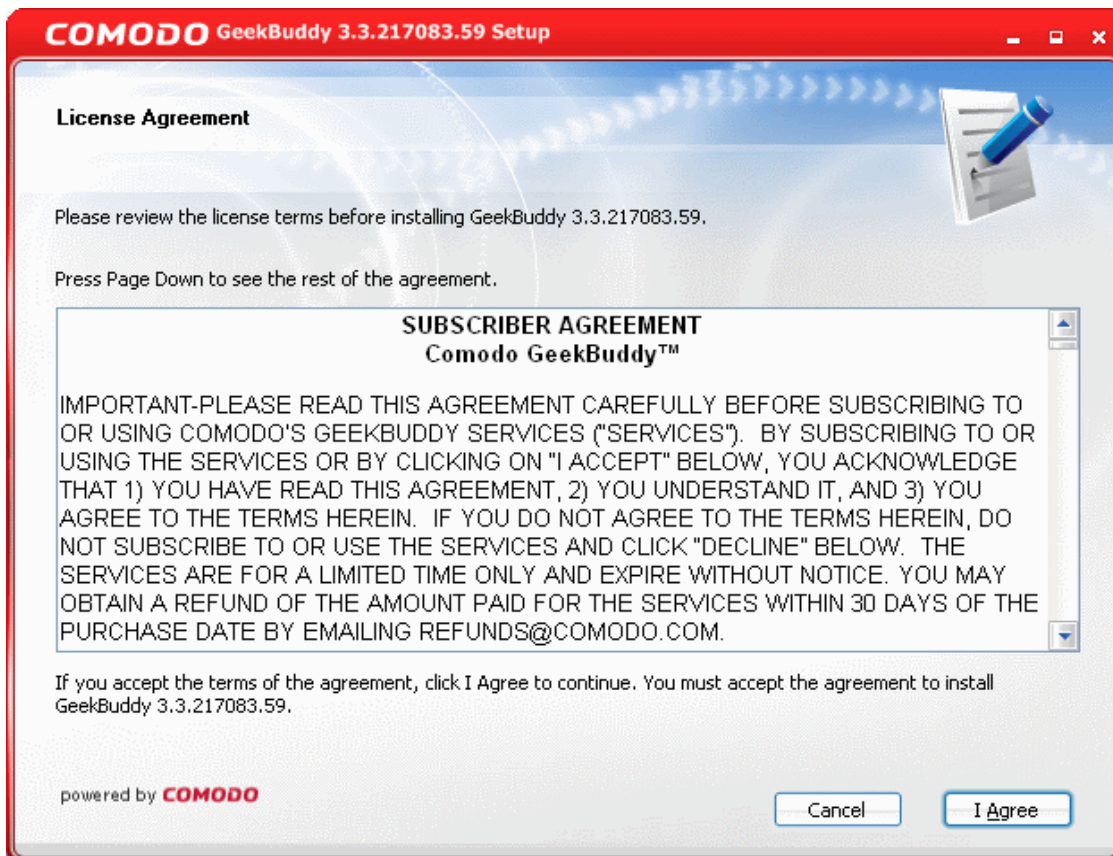 COMODO GeekBuddy 3.3.217083.59 Setup
License Agreement
Please review the license terms before installing GeekBuddy 3.3.217083.59.
Press Page Down to see the rest of the agreement.
SUBSCRIBER AGREEMENT
Comodo GeekBuddy™
IMPORTANT-PLEASE READ THIS AGREEMENT CAREFULLY BEFORE SUBSCRIBING TO
OR USING COMODO'S GEEKBUDDY SERVICES ("SERVICES").  BY SUBSCRIBING TO OR
USING THE SERVICES OR BY CLICKING ON "I ACCEPT" BELOW, YOU ACKNOWLEDGE
THAT 1) YOU HAVE READ THIS AGREEMENT, 2) YOU UNDERSTAND IT, AND 3) YOU
AGREE TO THE TERMS HEREIN.  IF YOU DO NOT AGREE TO THE TERMS HEREIN, DO
NOT SUBSCRIBE TO OR USE THE SERVICES AND CLICK "DECLINE" BELOW.  THE
SERVICES ARE FOR A LIMITED TIME ONLY AND EXPIRE WITHOUT NOTICE. YOU MAY
OBTAIN A REFUND OF THE AMOUNT PAID FOR THE SERVICES WITHIN 30 DAYS OF THE
PURCHASE DATE BY EMAILING REFUNDS@COMODO.COM.
If you accept the terms of the agreement, click I Agree to continue. You must accept the agreement to install
GeekBuddy 3.3.217083.59.
powered by COMODO
Cancel
I Agree